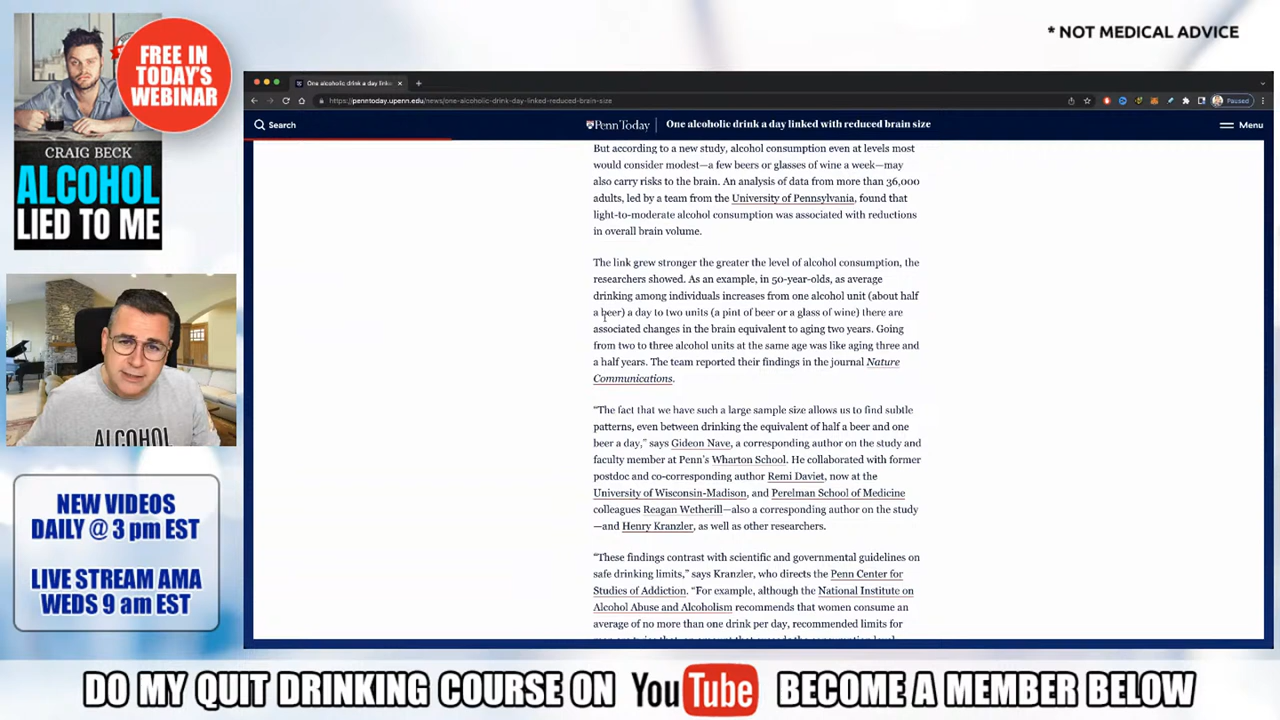 * NOT MEDICAL ADVICE
FREE IN
TODAY'S
WEBINAR
CRAIG BECK
ALCOHOL
LIED TO ME
NEW VIDEOS
DAILY @ 3 pm EST
LIVE STREAM AMA
WEDS 9 am EST
One alcoholic drink a day link
https://penntoday.upenn.edu/news/one-alcoholic-drink-day-linked-reduced-brain-size
Paused
Search
Penn Today
One alcoholic drink a day linked with reduced brain size
Menu
But according to a new study, alcohol consumption even at levels most
would consider modest—a few beers or glasses of wine a week—may
also carry risks to the brain. An analysis of data from more than 36,000
adults, led by a team from the University of Pennsylvania, found that
light-to-moderate alcohol consumption was associated with reductions
in overall brain volume.
The link grew stronger the greater the level of alcohol consumption, the
researchers showed. As an example, in 50-year-olds, as average
drinking among individuals increases from one alcohol unit (about half
a beer) a day to two units (a pint of beer or a glass of wine) there are
associated changes in the brain equivalent to aging two years. Going
from two to three alcohol units at the same age was like aging three and
a half years. The team reported their findings in the journal Nature
Communications.
“The fact that we have such a large sample size allows us to find subtle
patterns, even between drinking the equivalent of half a beer and one
beer a day,” says Gideon Nave, a corresponding author on the study and
faculty member at Penn’s Wharton School. He collaborated with former
postdoc and co-corresponding author Remi Daviet, now at the
University of Wisconsin-Madison, and Perelman School of Medicine
colleagues Reagan Wetherill—also a corresponding author on the study
—and Henry Kranzler, as well as other researchers.
“These findings contrast with scientific and governmental guidelines on
safe drinking limits,” says Kranzler, who directs the Penn Center for
Studies of Addiction. “For example, although the National Institute on
Alcohol Abuse and Alcoholism recommends that women consume an
average of no more than one drink per day, recommended limits for
ALCOHOL
DO MY QUIT DRINKING COURSE ON YouTube BECOME A MEMBER BELOW